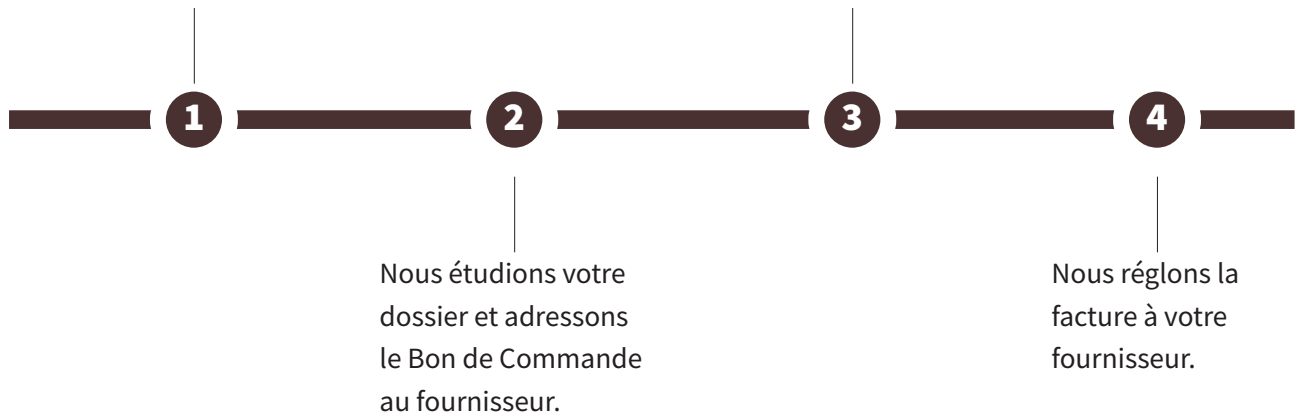 1
2
3
4
Nous étudions votre
dossier et adressons
le Bon de Commande
au fournisseur.
Nous réglons la
facture à votre
fournisseur.